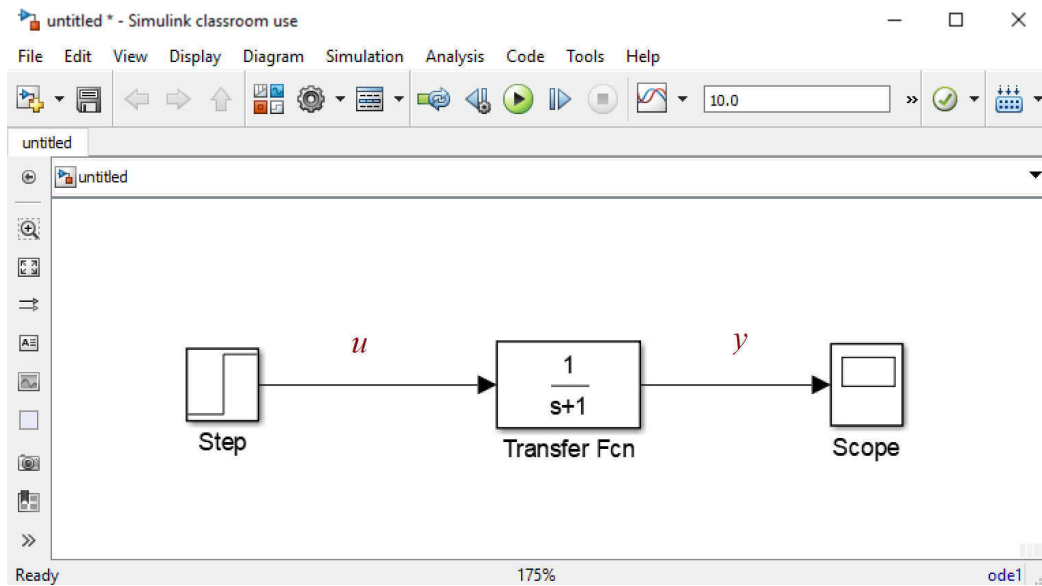 untitled * - Simulink classroom use
File Edit View Display Diagram Simulation Analysis Code Tools Help
10.0 »
untitled
untitled
u
y
1
s+1
Step
Transfer Fcn
Scope
Ready 175% ode1